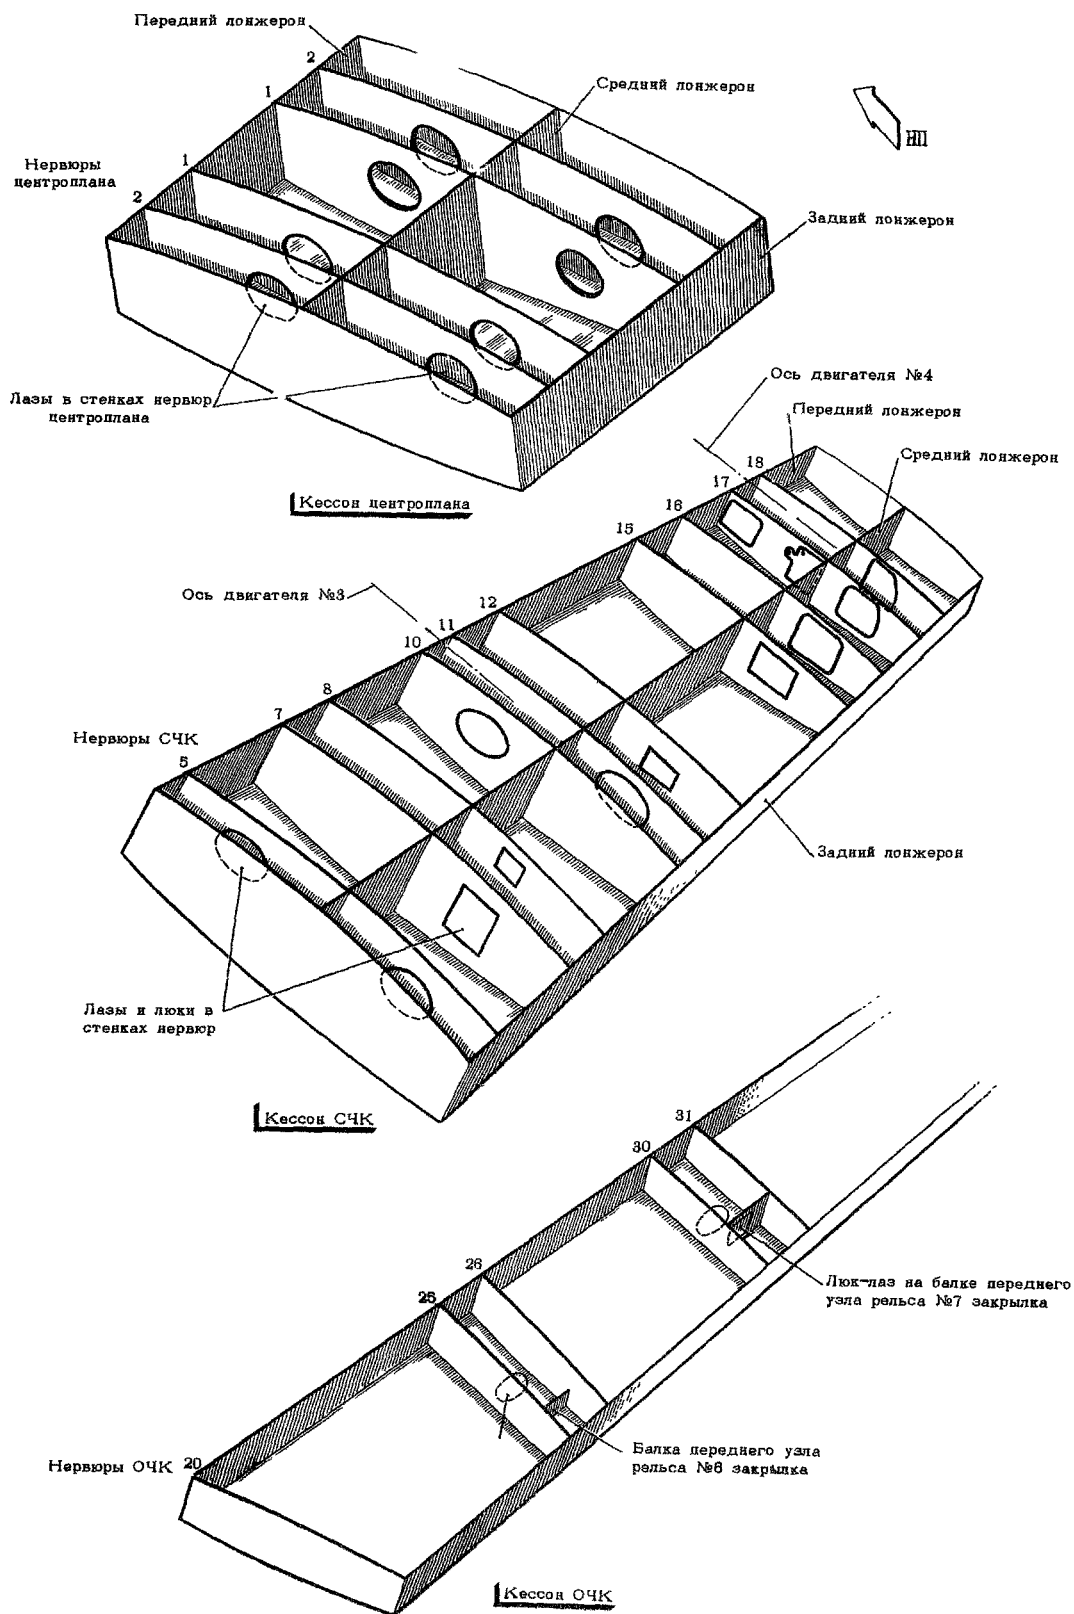 Передний лонжерон
2
1
Средний лонжерон
НП
Нервюры
центроплана
1
2
Задний лонжерон
Лазы в стенках нервюр
центроплана
Кессон центроплана
Ось двигателя №4
Передний лонжерон
Средний лонжерон
18
17
16
15
Ось двигателя №3
12
11
10
8
7
Нервюры СЧК
5
Задний лонжерон
Лазы и люки в
стенках нервюр
Кессон СЧК
31
30
Люк-лаз на балке переднего
узла рельса №7 закрылка
26
25
Балка переднего узла
рельса №6 закрылка
Нервюры ОЧК 20
Кессон ОЧК